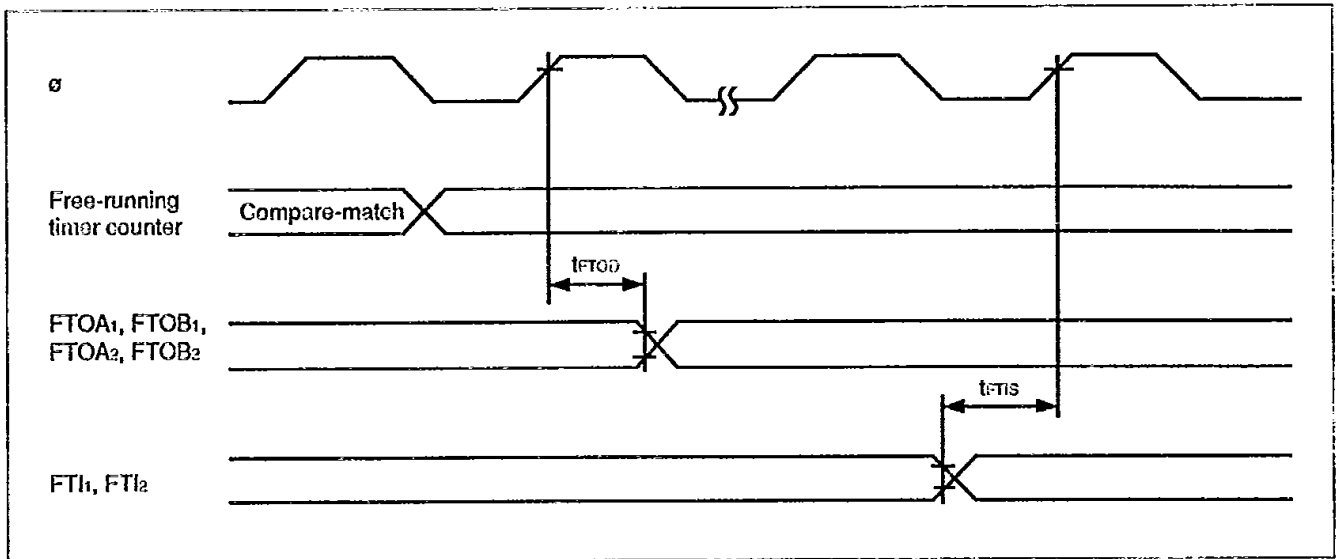 ø
Free-running
timer counter
Compare-match
tFTOD
FTOA1, FTOB1,
FTOA2, FTOB2
tFTIS
FTI1, FTI2